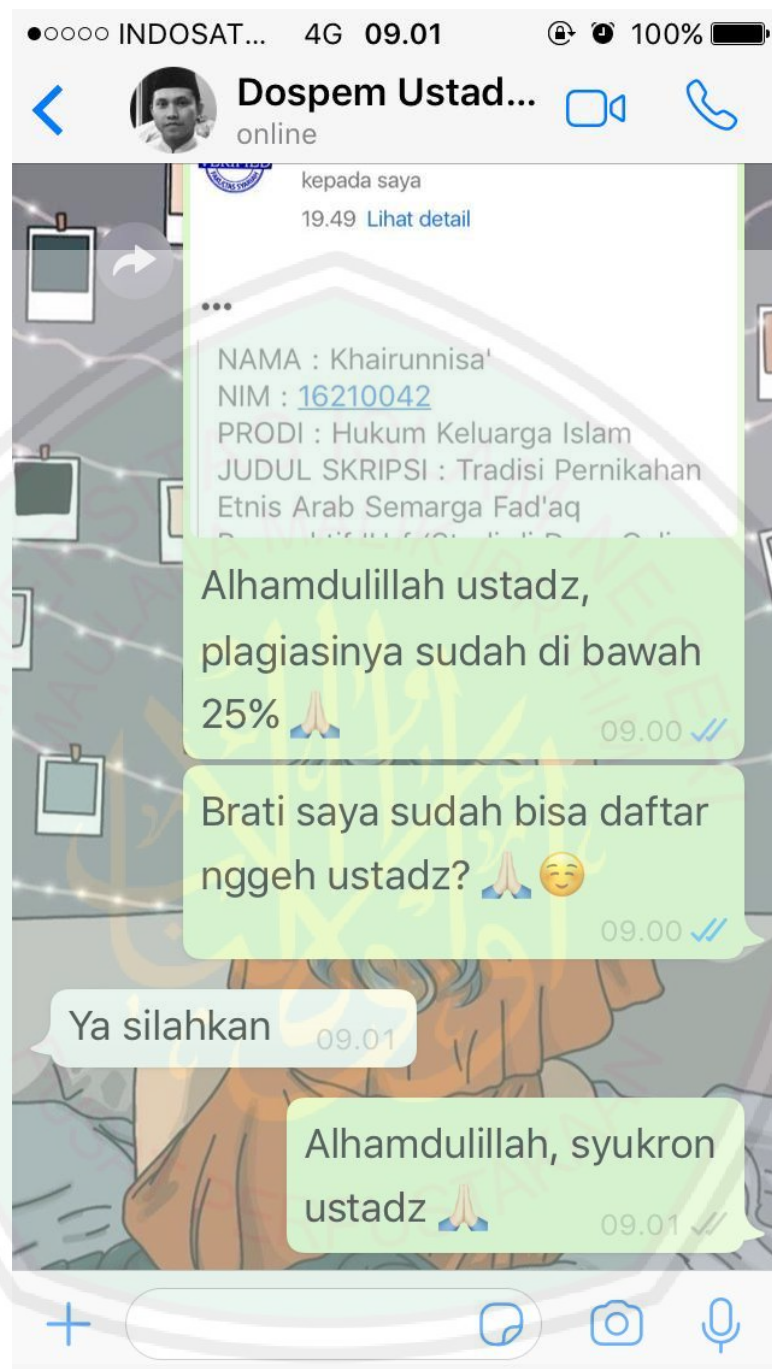 INDOSAT... 4G 09.01 100%
Dospem Ustad...
online
VERIFIED
kepada saya
19.49 Lihat detail
...
NAMA : Khairunnisa'
NIM : 16210042
PRODI : Hukum Keluarga Islam
JUDUL SKRIPSI : Tradisi Pernikahan
Etnis Arab Semarga Fad'aq
Alhamdulillah ustadz,
plagiasinya sudah di bawah
25% 🙏🏻
09.00
Brati saya sudah bisa daftar
nggeh ustadz? 🙏🏻☺️
09.00
Ya silahkan 09.01
Alhamdulillah, syukron
ustadz 🙏🏻 09.01